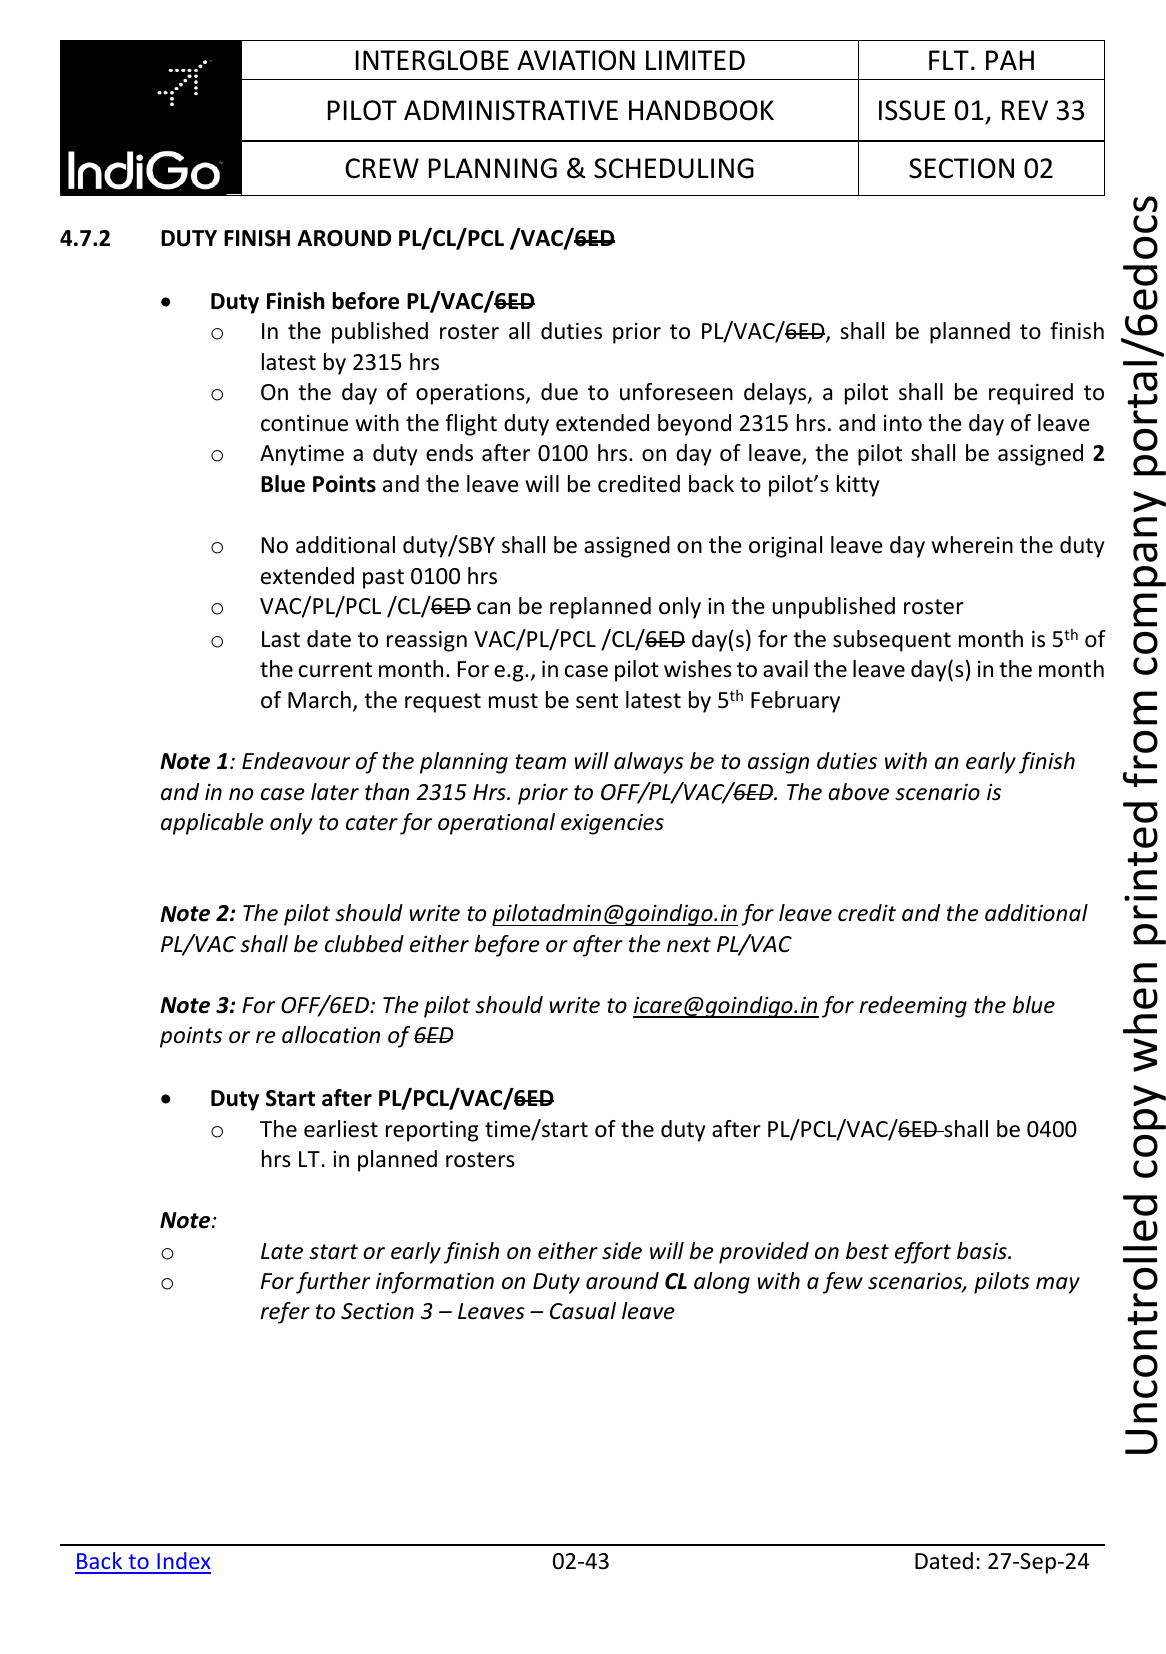 INTERGLOBE AVIATION LIMITED
FLT. PAH
PILOT ADMINISTRATIVE HANDBOOK
ISSUE 01, REV 33
IndiGo
CREW PLANNING & SCHEDULING
SECTION 02
4.7.2 DUTY FINISH AROUND PL/CL/PCL /VAC/6ED
• Duty Finish before PL/VAC/6ED
o In the published roster all duties prior to PL/VAC/6ED, shall be planned to finish
latest by 2315 hrs
o On the day of operations, due to unforeseen delays, a pilot shall be required to
continue with the flight duty extended beyond 2315 hrs. and into the day of leave
o Anytime a duty ends after 0100 hrs. on day of leave, the pilot shall be assigned 2
Blue Points and the leave will be credited back to pilot’s kitty
o No additional duty/SBY shall be assigned on the original leave day wherein the duty
extended past 0100 hrs
o VAC/PL/PCL /CL/6ED can be replanned only in the unpublished roster
o Last date to reassign VAC/PL/PCL /CL/6ED day(s) for the subsequent month is 5th of
the current month. For e.g., in case pilot wishes to avail the leave day(s) in the month
of March, the request must be sent latest by 5th February
Note 1: Endeavour of the planning team will always be to assign duties with an early finish
and in no case later than 2315 Hrs. prior to OFF/PL/VAC/6ED. The above scenario is
applicable only to cater for operational exigencies
Note 2: The pilot should write to pilotadmin@goindigo.in for leave credit and the additional
PL/VAC shall be clubbed either before or after the next PL/VAC
Note 3: For OFF/6ED: The pilot should write to icare@goindigo.in for redeeming the blue
points or re allocation of 6ED
• Duty Start after PL/PCL/VAC/6ED
o The earliest reporting time/start of the duty after PL/PCL/VAC/6ED shall be 0400
hrs LT. in planned rosters
Note:
o Late start or early finish on either side will be provided on best effort basis.
o For further information on Duty around CL along with a few scenarios, pilots may
refer to Section 3 – Leaves – Casual leave
Back to Index 02-43 Dated: 27-Sep-24
Uncontrolled copy when printed from company portal/6edocs